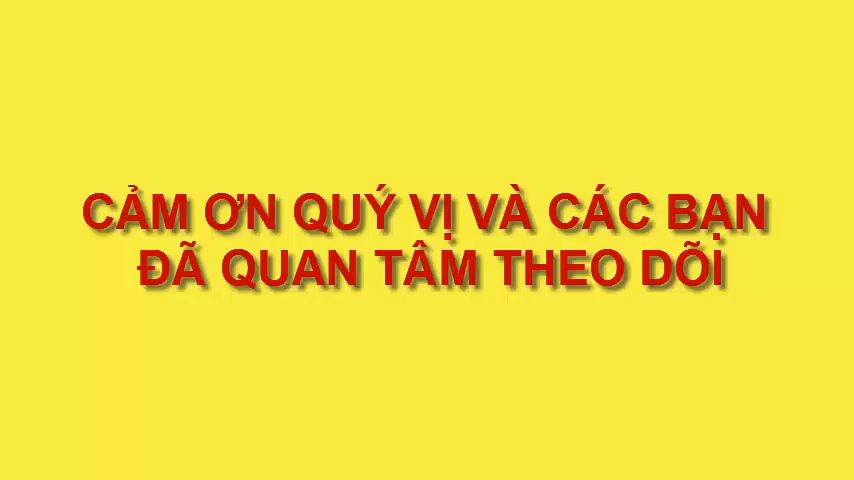 CẢM ƠN QUÝ VỊ VÀ CÁC BẠN
ĐÃ QUAN TÂM THEO DÕI